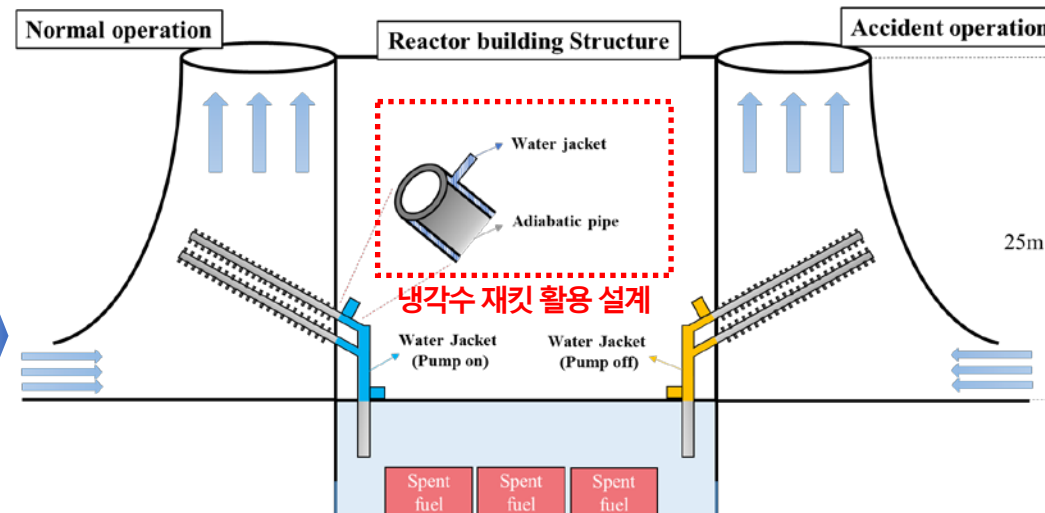 Normal operation
Reactor building Structure
Accident operation
Water jacket
Adiabatic pipe
25m
냉각수 재킷 활용 설계
Water Jacket
(Pump on)
Water Jacket
(Pump off)
Spent
fuel
Spent
fuel
Spent
fuel